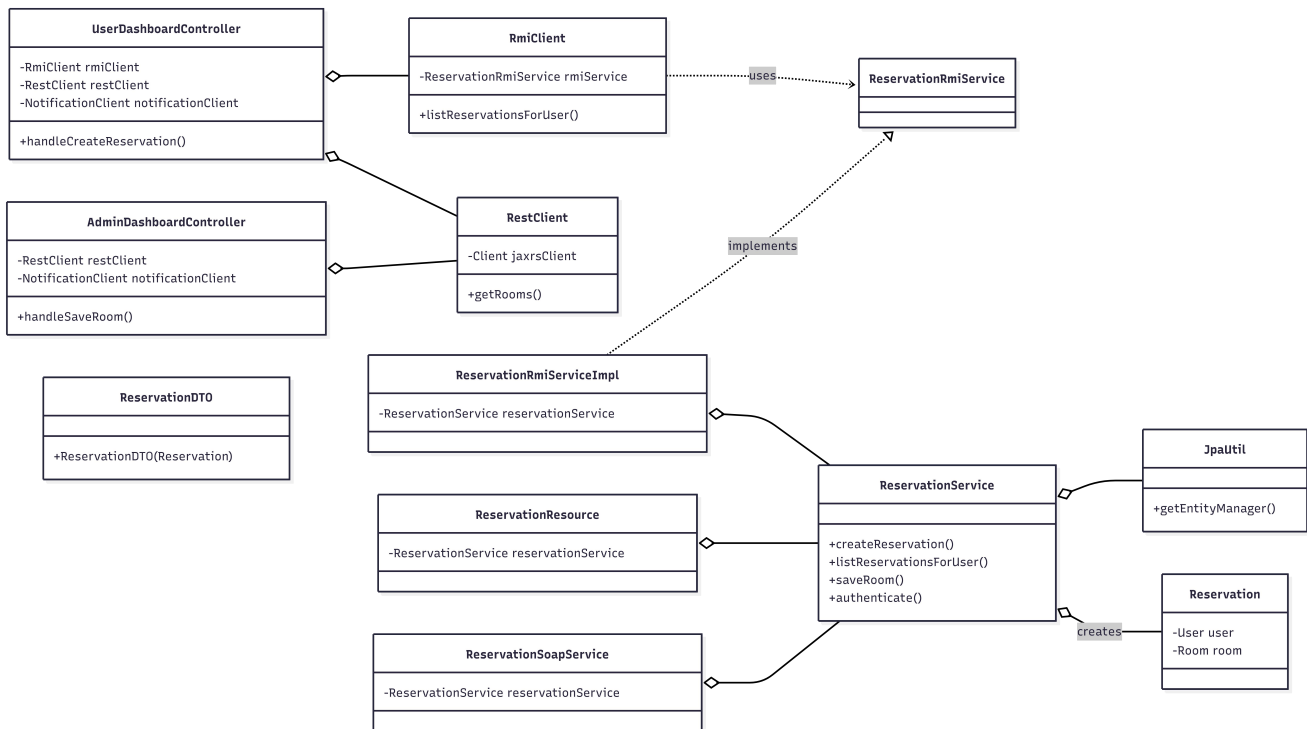 UserDashboardController
-RmiClient rmiClient
-RestClient restClient
-NotificationClient notificationClient
+handleCreateReservation()
RmiClient
-ReservationRmiService rmiService
+listReservationsForUser()
uses
ReservationRmiService
AdminDashboardController
-RestClient restClient
-NotificationClient notificationClient
+handleSaveRoom()
RestClient
-Client jaxrsClient
+getRooms()
implements
ReservationDTO
+ReservationDTO(Reservation)
ReservationRmiServiceImpl
-ReservationService reservationService
ReservationResource
-ReservationService reservationService
ReservationSoapService
-ReservationService reservationService
ReservationService
+createReservation()
+listReservationsForUser()
+saveRoom()
+authenticate()
JpaUtil
+getEntityManager()
creates
Reservation
-User user
-Room room